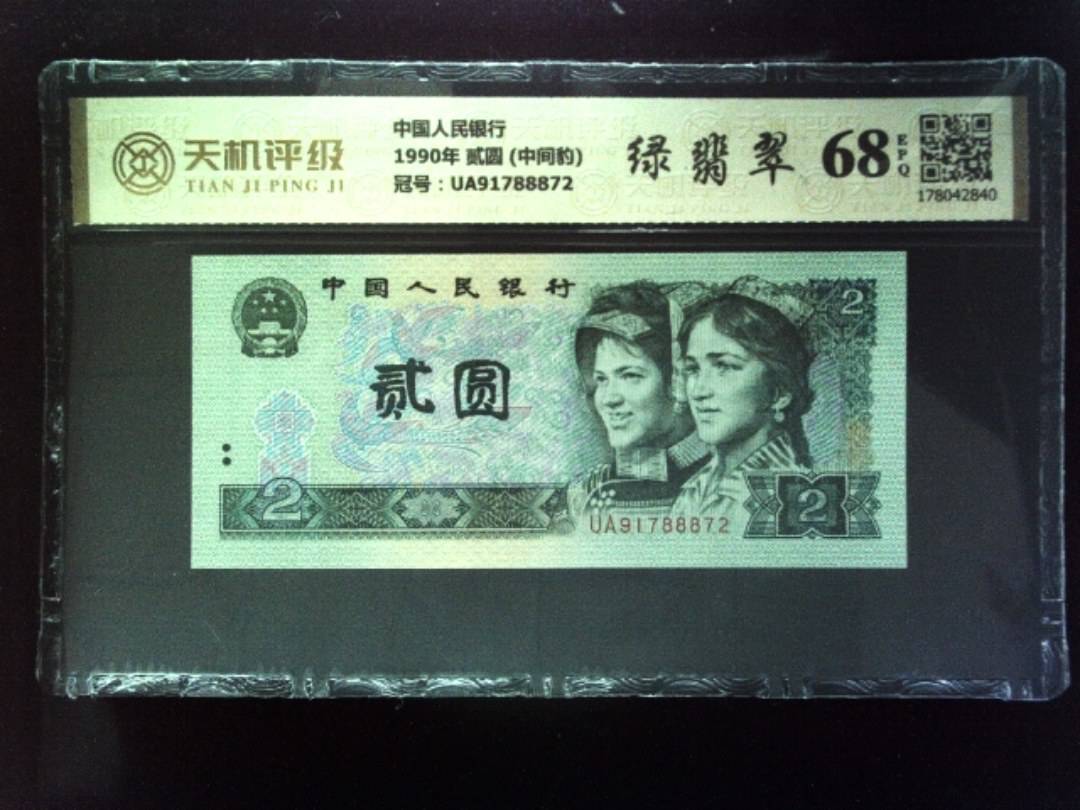 天机评级
TIAN JI PING JI
中国人民银行
1990年 贰圆 (中间豹)
冠号：UA91788872
绿翡翠
68
EPQ
178042840
中国人民银行
2
贰圆
2
UA91788872
2